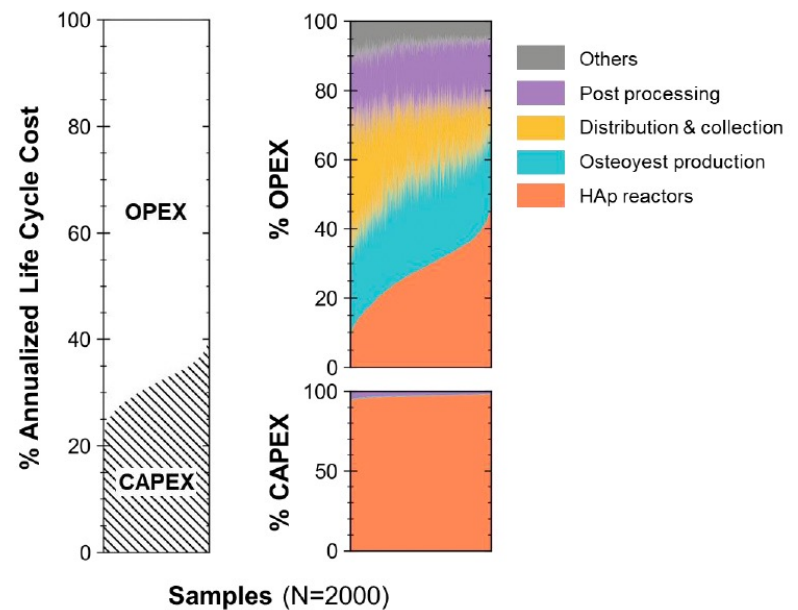 % Annualized Life Cycle Cost
100
80
60
40
20
0
OPEX
CAPEX
% OPEX
100
80
60
40
20
0
Others
Post processing
Distribution & collection
Osteoyest production
HAp reactors
% CAPEX
100
50
0
Samples (N=2000)